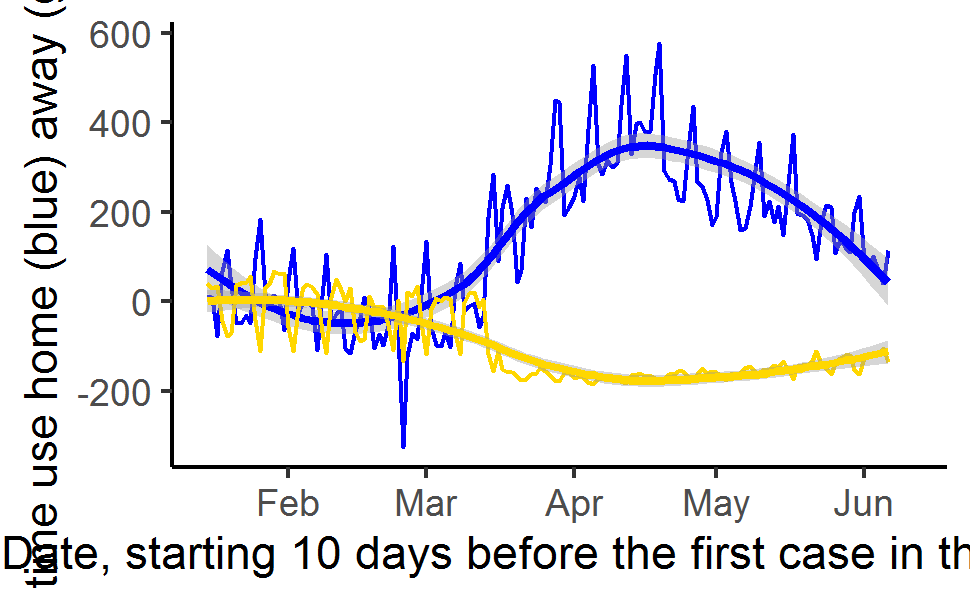 time use home (blue) away (
600
400
200
0
-200
Feb Mar Apr May Jun
Date, starting 10 days before the first case in th